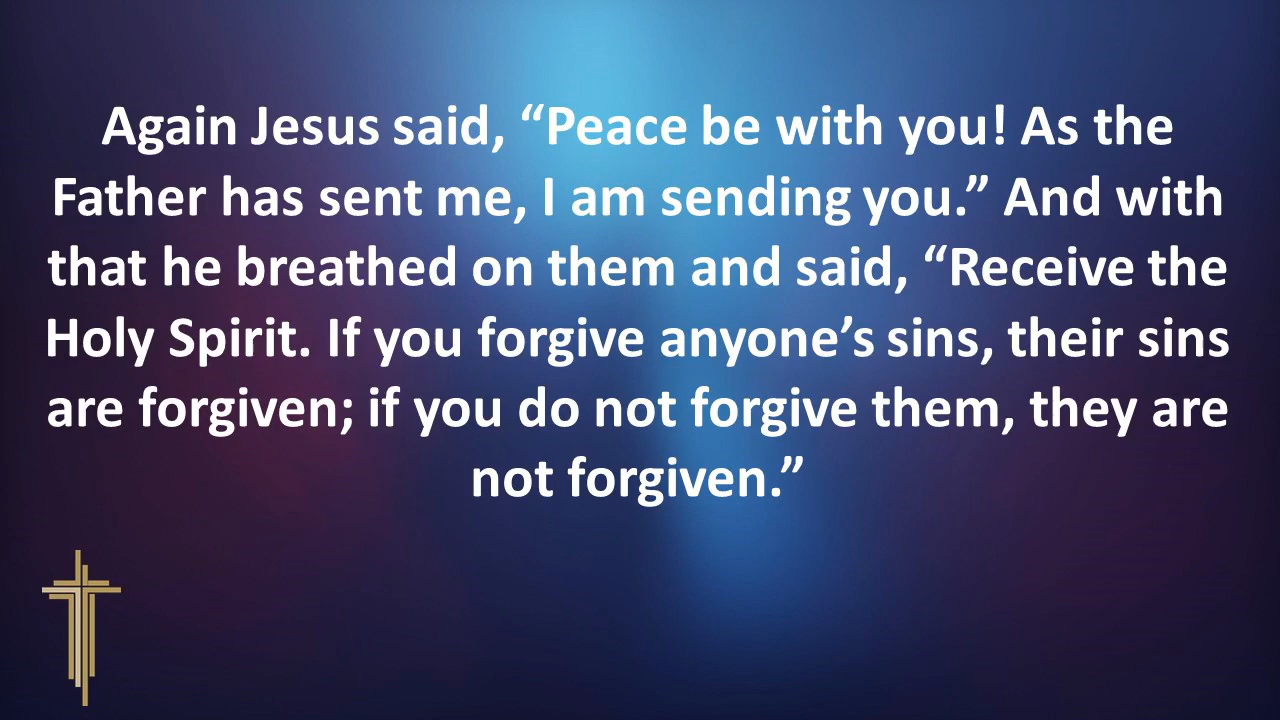 Again Jesus said, “Peace be with you! As the
Father has sent me, I am sending you.” And with
that he breathed on them and said, “Receive the
Holy Spirit. If you forgive anyone’s sins, their sins
are forgiven; if you do not forgive them, they are
not forgiven.”